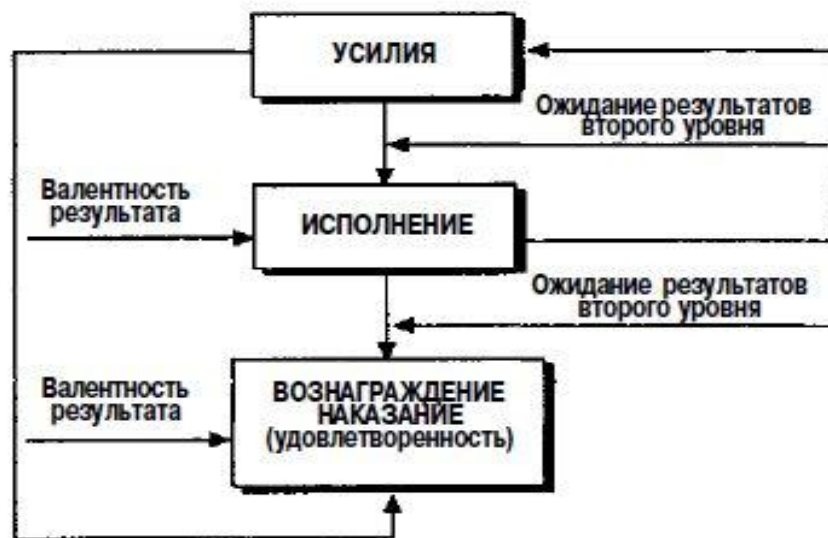 УСИЛИЯ
Ожидание результатов
второго уровня
Валентность
результата
ИСПОЛНЕНИЕ
Ожидание результатов
второго уровня
Валентность
результата
ВОЗНАГРАЖДЕНИЕ
НАКАЗАНИЕ
(удовлетворенность)